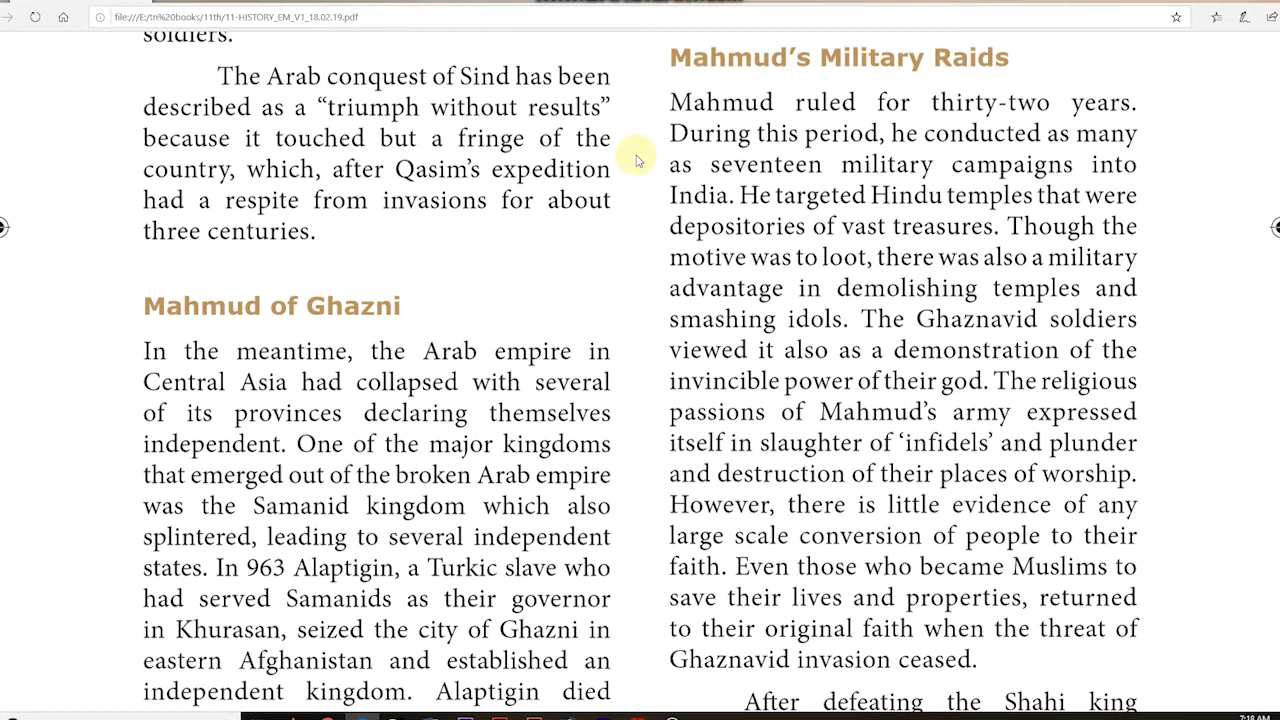 file:///E:/tn%20books/11th/11-HISTORY_EM_V1_18.02.19.pdf
soldiers.
The Arab conquest of Sind has been
described as a “triumph without results”
because it touched but a fringe of the
country, which, after Qasim’s expedition
had a respite from invasions for about
three centuries.
Mahmud of Ghazni
In the meantime, the Arab empire in
Central Asia had collapsed with several
of its provinces declaring themselves
independent. One of the major kingdoms
that emerged out of the broken Arab empire
was the Samanid kingdom which also
splintered, leading to several independent
states. In 963 Alaptigin, a Turkic slave who
had served Samanids as their governor
in Khurasan, seized the city of Ghazni in
eastern Afghanistan and established an
independent kingdom. Alaptigin died
Mahmud’s Military Raids
Mahmud ruled for thirty-two years.
During this period, he conducted as many
as seventeen military campaigns into
India. He targeted Hindu temples that were
depositories of vast treasures. Though the
motive was to loot, there was also a military
advantage in demolishing temples and
smashing idols. The Ghaznavid soldiers
viewed it also as a demonstration of the
invincible power of their god. The religious
passions of Mahmud’s army expressed
itself in slaughter of ‘infidels’ and plunder
and destruction of their places of worship.
However, there is little evidence of any
large scale conversion of people to their
faith. Even those who became Muslims to
save their lives and properties, returned
to their original faith when the threat of
Ghaznavid invasion ceased.
After defeating the Shahi king
7:18 AM